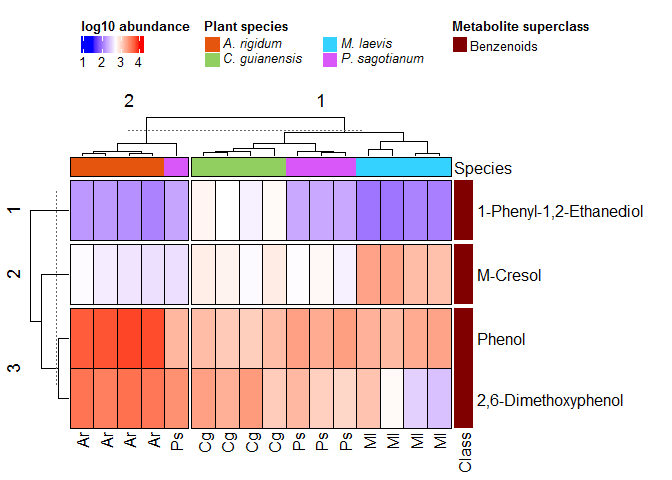 log10 abundance Plant species Metabolite superclass
A. rigidum M. laevis Benzenoids
1 2 3 4 C. guianensis P. sagotianum
2 1
Species
1 1-Phenyl-1,2-Ethanediol
2 M-Cresol
Phenol
3
2,6-Dimethoxyphenol
Ar Ar Ar Ar Ps Cg Cg Cg Cg Ps Ps Ps Ml Ml Ml Ml Class